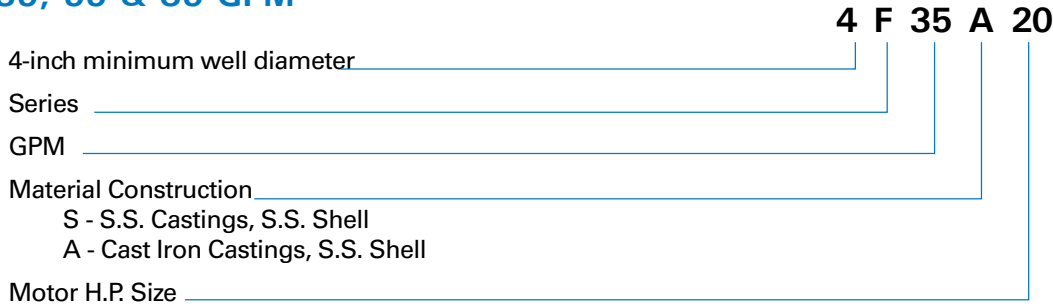 & GPM
4 F 35 A 20
4-inch minimum well diameter
Series
GPM
Material Construction
S - S.S. Castings, S.S. Shell
A - Cast Iron Castings, S.S. Shell
Motor H.P. Size